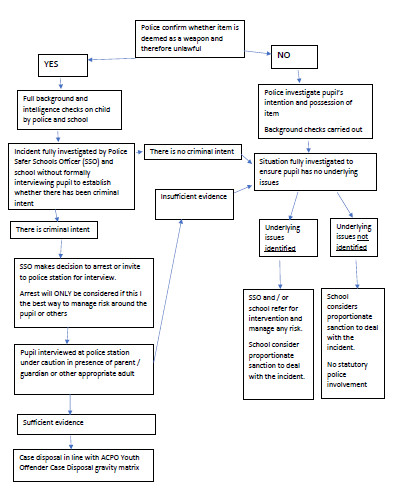 Police confirm whether item is
deemed as a weapon and
therefore unlawful
YES
NO
Full background and
intelligence checks on child
by police and school
Police investigate pupil's
intention and possession of
item
Background checks carried out
Incident fully investigated by Police
Safer Schools Officer (SSO) and
school without formally
interviewing pupil to establish
whether there has been criminal
intent
There is no criminal intent
Situation fully investigated to
ensure pupil has no underlying
issues
Insufficient evidence
There is criminal intent
Underlying
issues
identified
Underlying
issues not
identified
SSO makes decision to arrest or invite
to police station for interview.
Arrest will ONLY be considered if this I
the best way to manage risk around the
pupil or others
SSO and / or
school refer for
intervention and
manage any risk.
School consider
proportionate
sanction to deal
with the incident.
School
considers
proportionate
sanction to deal
with the
incident.
No statutory
police
involvement
Pupil interviewed at police station
under caution in presence of parent /
guardian or other appropriate adult
Sufficient evidence
Case disposal in line with ACPO Youth
Offender Case Disposal gravity matrix